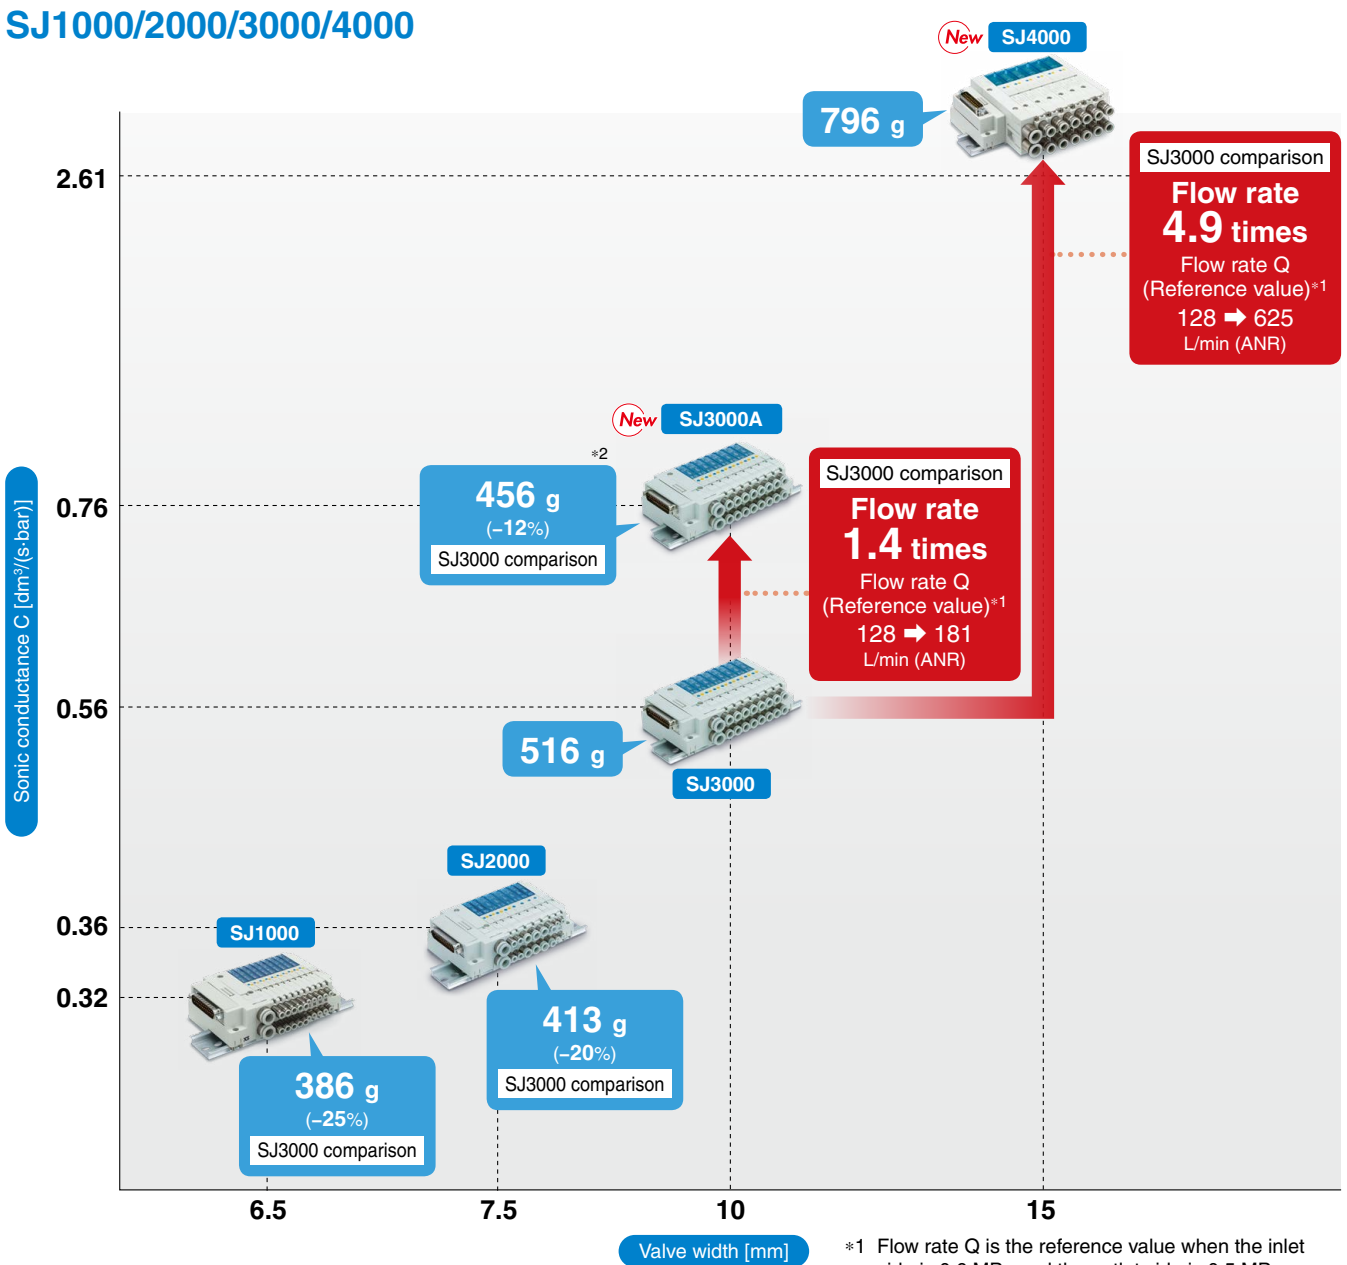 SJ1000/2000/3000/4000
New SJ4000
796 g
2.61
SJ3000 comparison
Flow rate
4.9 times
Flow rate Q
(Reference value)*1
128 ➡ 625
L/min (ANR)
New SJ3000A
*2
456 g
(−12%)
SJ3000 comparison
0.76
SJ3000 comparison
Flow rate
1.4 times
Flow rate Q
(Reference value)*1
128 ➡ 181
L/min (ANR)
Sonic conductance C [dm³/(s·bar)]
0.56
516 g
SJ3000
SJ2000
0.36
SJ1000
0.32
413 g
(−20%)
SJ3000 comparison
386 g
(−25%)
SJ3000 comparison
6.5 7.5 10 15
Valve width [mm]
*1 Flow rate Q is the reference value when the inlet